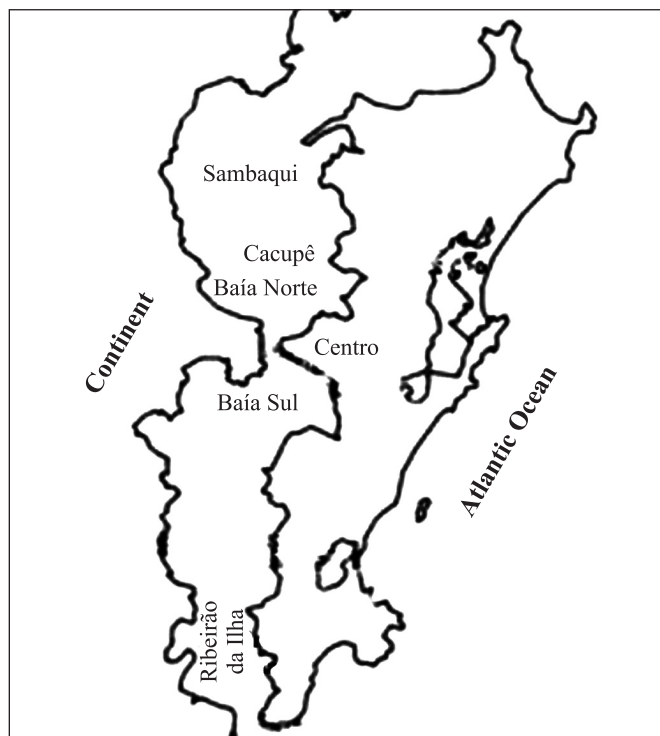 Sambaqui
Cacupê
Baía Norte
Continent
Centro
Baía Sul
Atlantic Ocean
Ribeirão
da Ilha